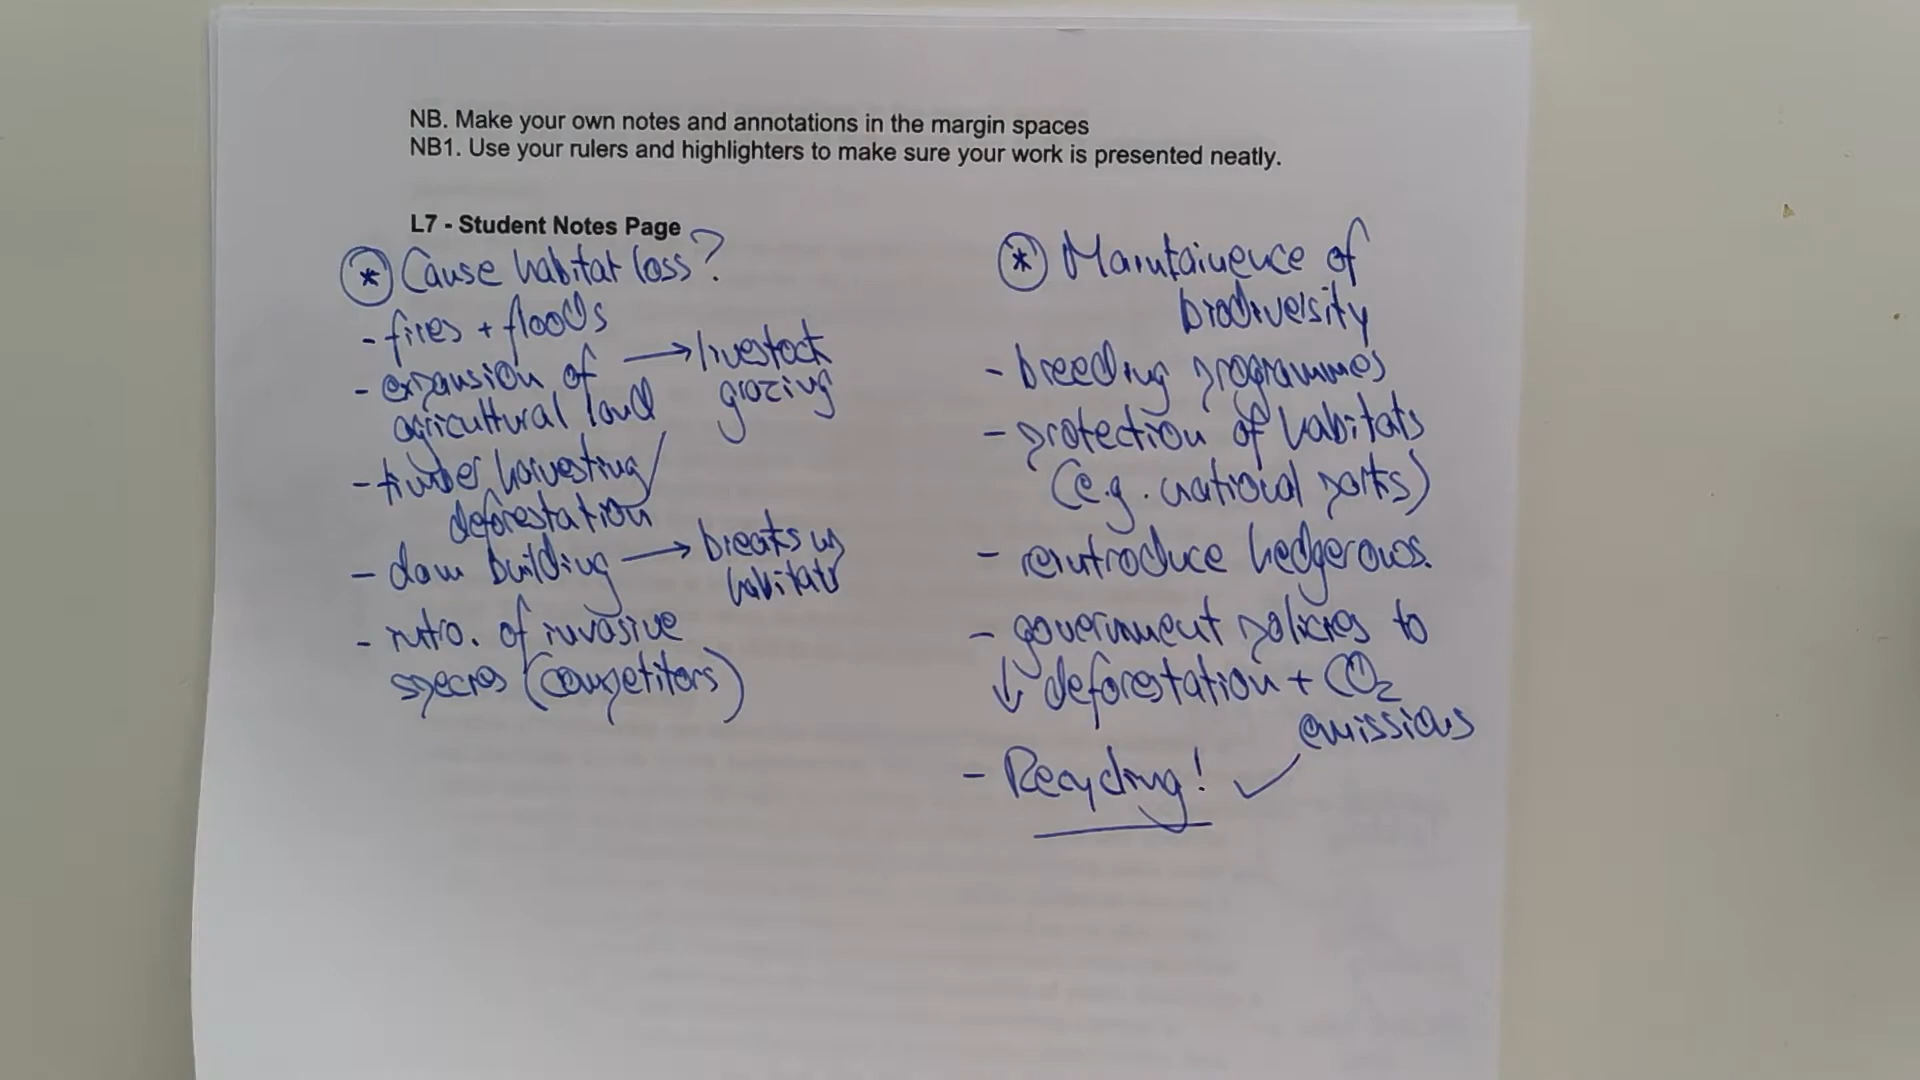 NB. Make your own notes and annotations in the margin spaces
NB1. Use your rulers and highlighters to make sure your work is presented neatly.
L7 - Student Notes Page
* Cause habitat loss?
- fires + floods
- expansion of → livestock
agricultural land grazing
- timber harvesting /
deforestation
- dam building → breaks up
habitats
- intro. of invasive
species (competitors)
* Maintainence of
biodiversity
- breeding programmes
- protection of habitats
(e.g. national parks)
- reintroduce hedgerows.
- government policies to
↓ deforestation + CO2
emissions
- Recycling! ✓